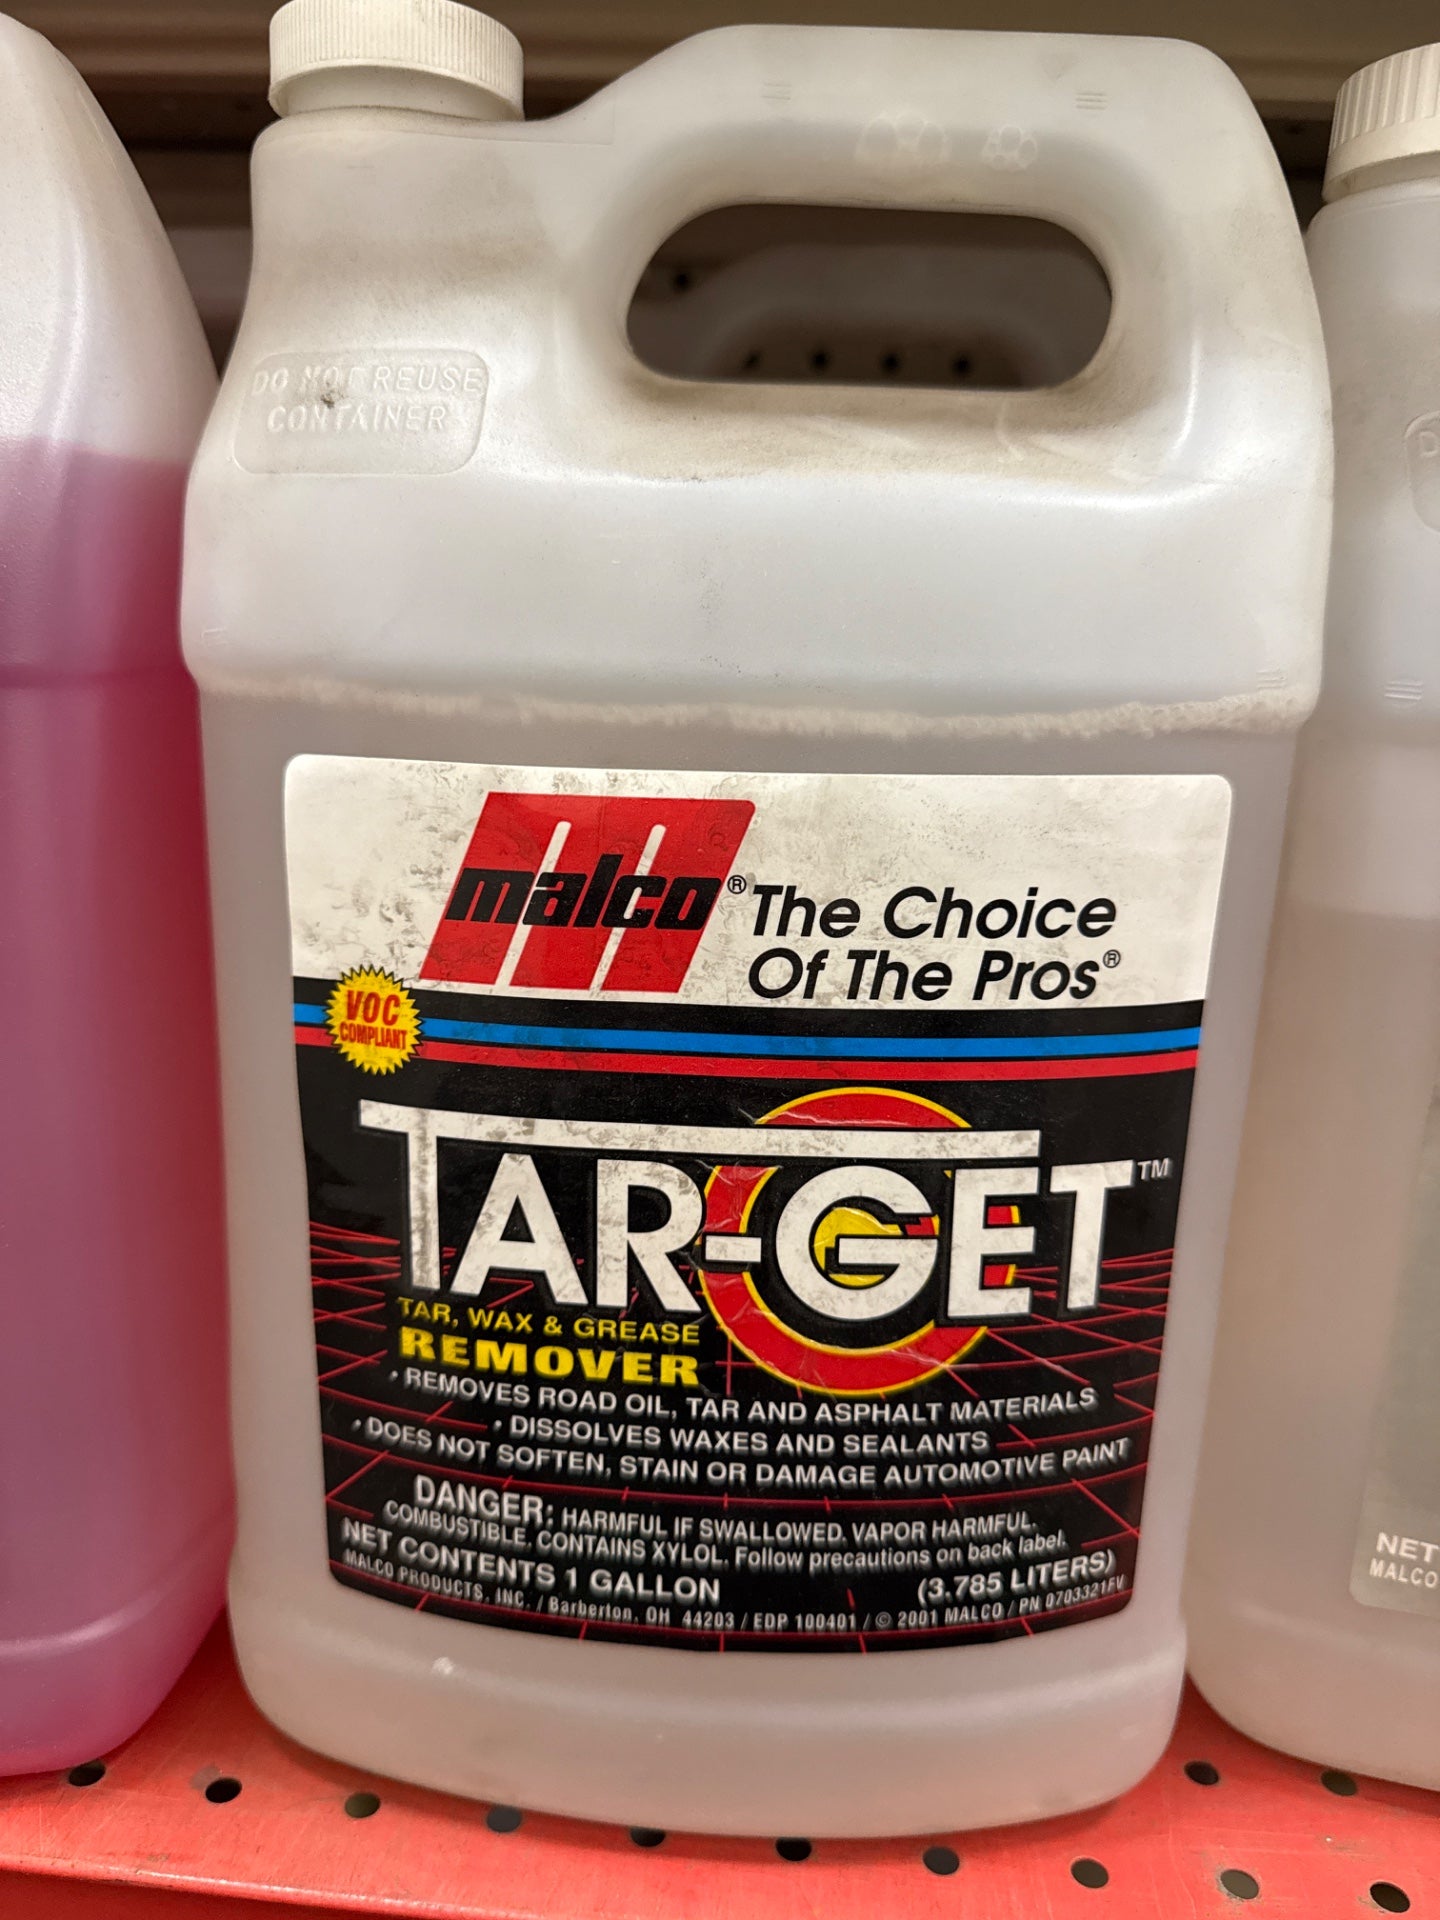 DO NOT REUSE
CONTAINER
malco® The Choice
Of The Pros®
VOC
COMPLIANT
TAR-GET™
TAR, WAX & GREASE
REMOVER
• REMOVES ROAD OIL, TAR AND ASPHALT MATERIALS
• DISSOLVES WAXES AND SEALANTS
• DOES NOT SOFTEN, STAIN OR DAMAGE AUTOMOTIVE PAINT
DANGER: HARMFUL IF SWALLOWED. VAPOR HARMFUL.
COMBUSTIBLE. CONTAINS XYLOL. Follow precautions on back label.
NET CONTENTS 1 GALLON (3.785 LITERS)
MALCO PRODUCTS, INC. / Barberton, OH 44203 / EDP 100401 / © 2001 MALCO / PN 0703321FV
D
NET
MALCO